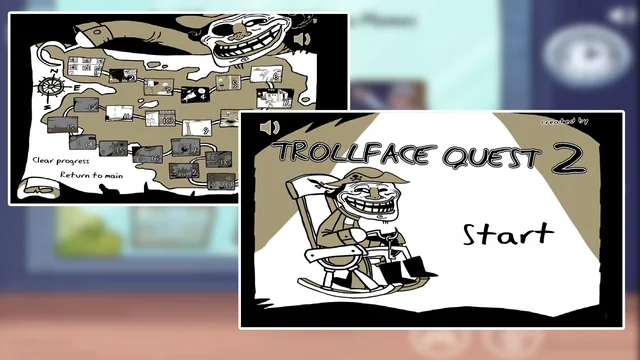 N
E
S
Clear progress
Return to main
created by
TROLLFACE QUEST 2
Start